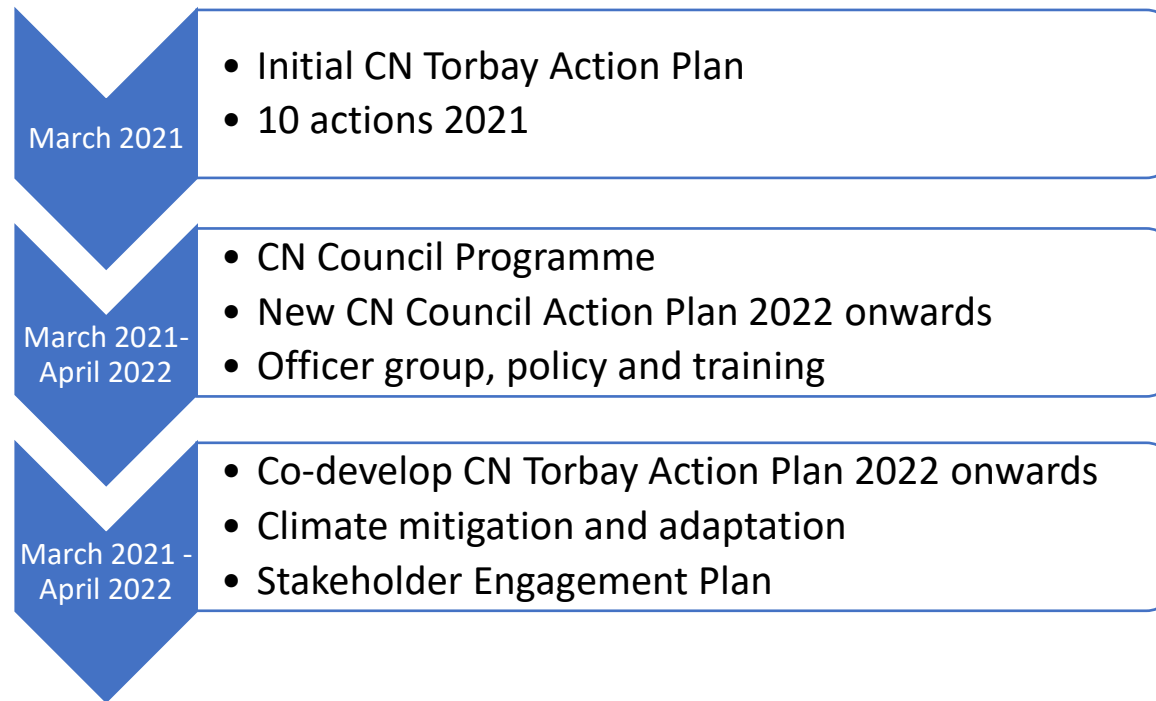 March 2021
• Initial CN Torbay Action Plan
• 10 actions 2021
March 2021-
April 2022
• CN Council Programme
• New CN Council Action Plan 2022 onwards
• Officer group, policy and training
March 2021 -
April 2022
• Co-develop CN Torbay Action Plan 2022 onwards
• Climate mitigation and adaptation
• Stakeholder Engagement Plan